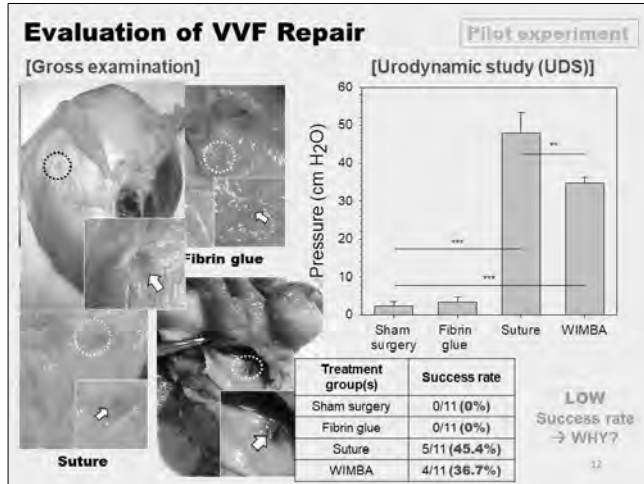 Evaluation of VVF Repair
Pilot experiment
[Gross examination]
Fibrin glue
Suture
[Urodynamic study (UDS)]
Pressure (cm H2O)
60
50
40
30
20
10
0
**
***
***
Sham surgery
Fibrin glue
Suture
WIMBA
Treatment group(s) Success rate
Sham surgery 0/11 (0%)
Fibrin glue 0/11 (0%)
Suture 5/11 (45.4%)
WIMBA 4/11 (36.7%)
LOW
Success rate
→ WHY?
12